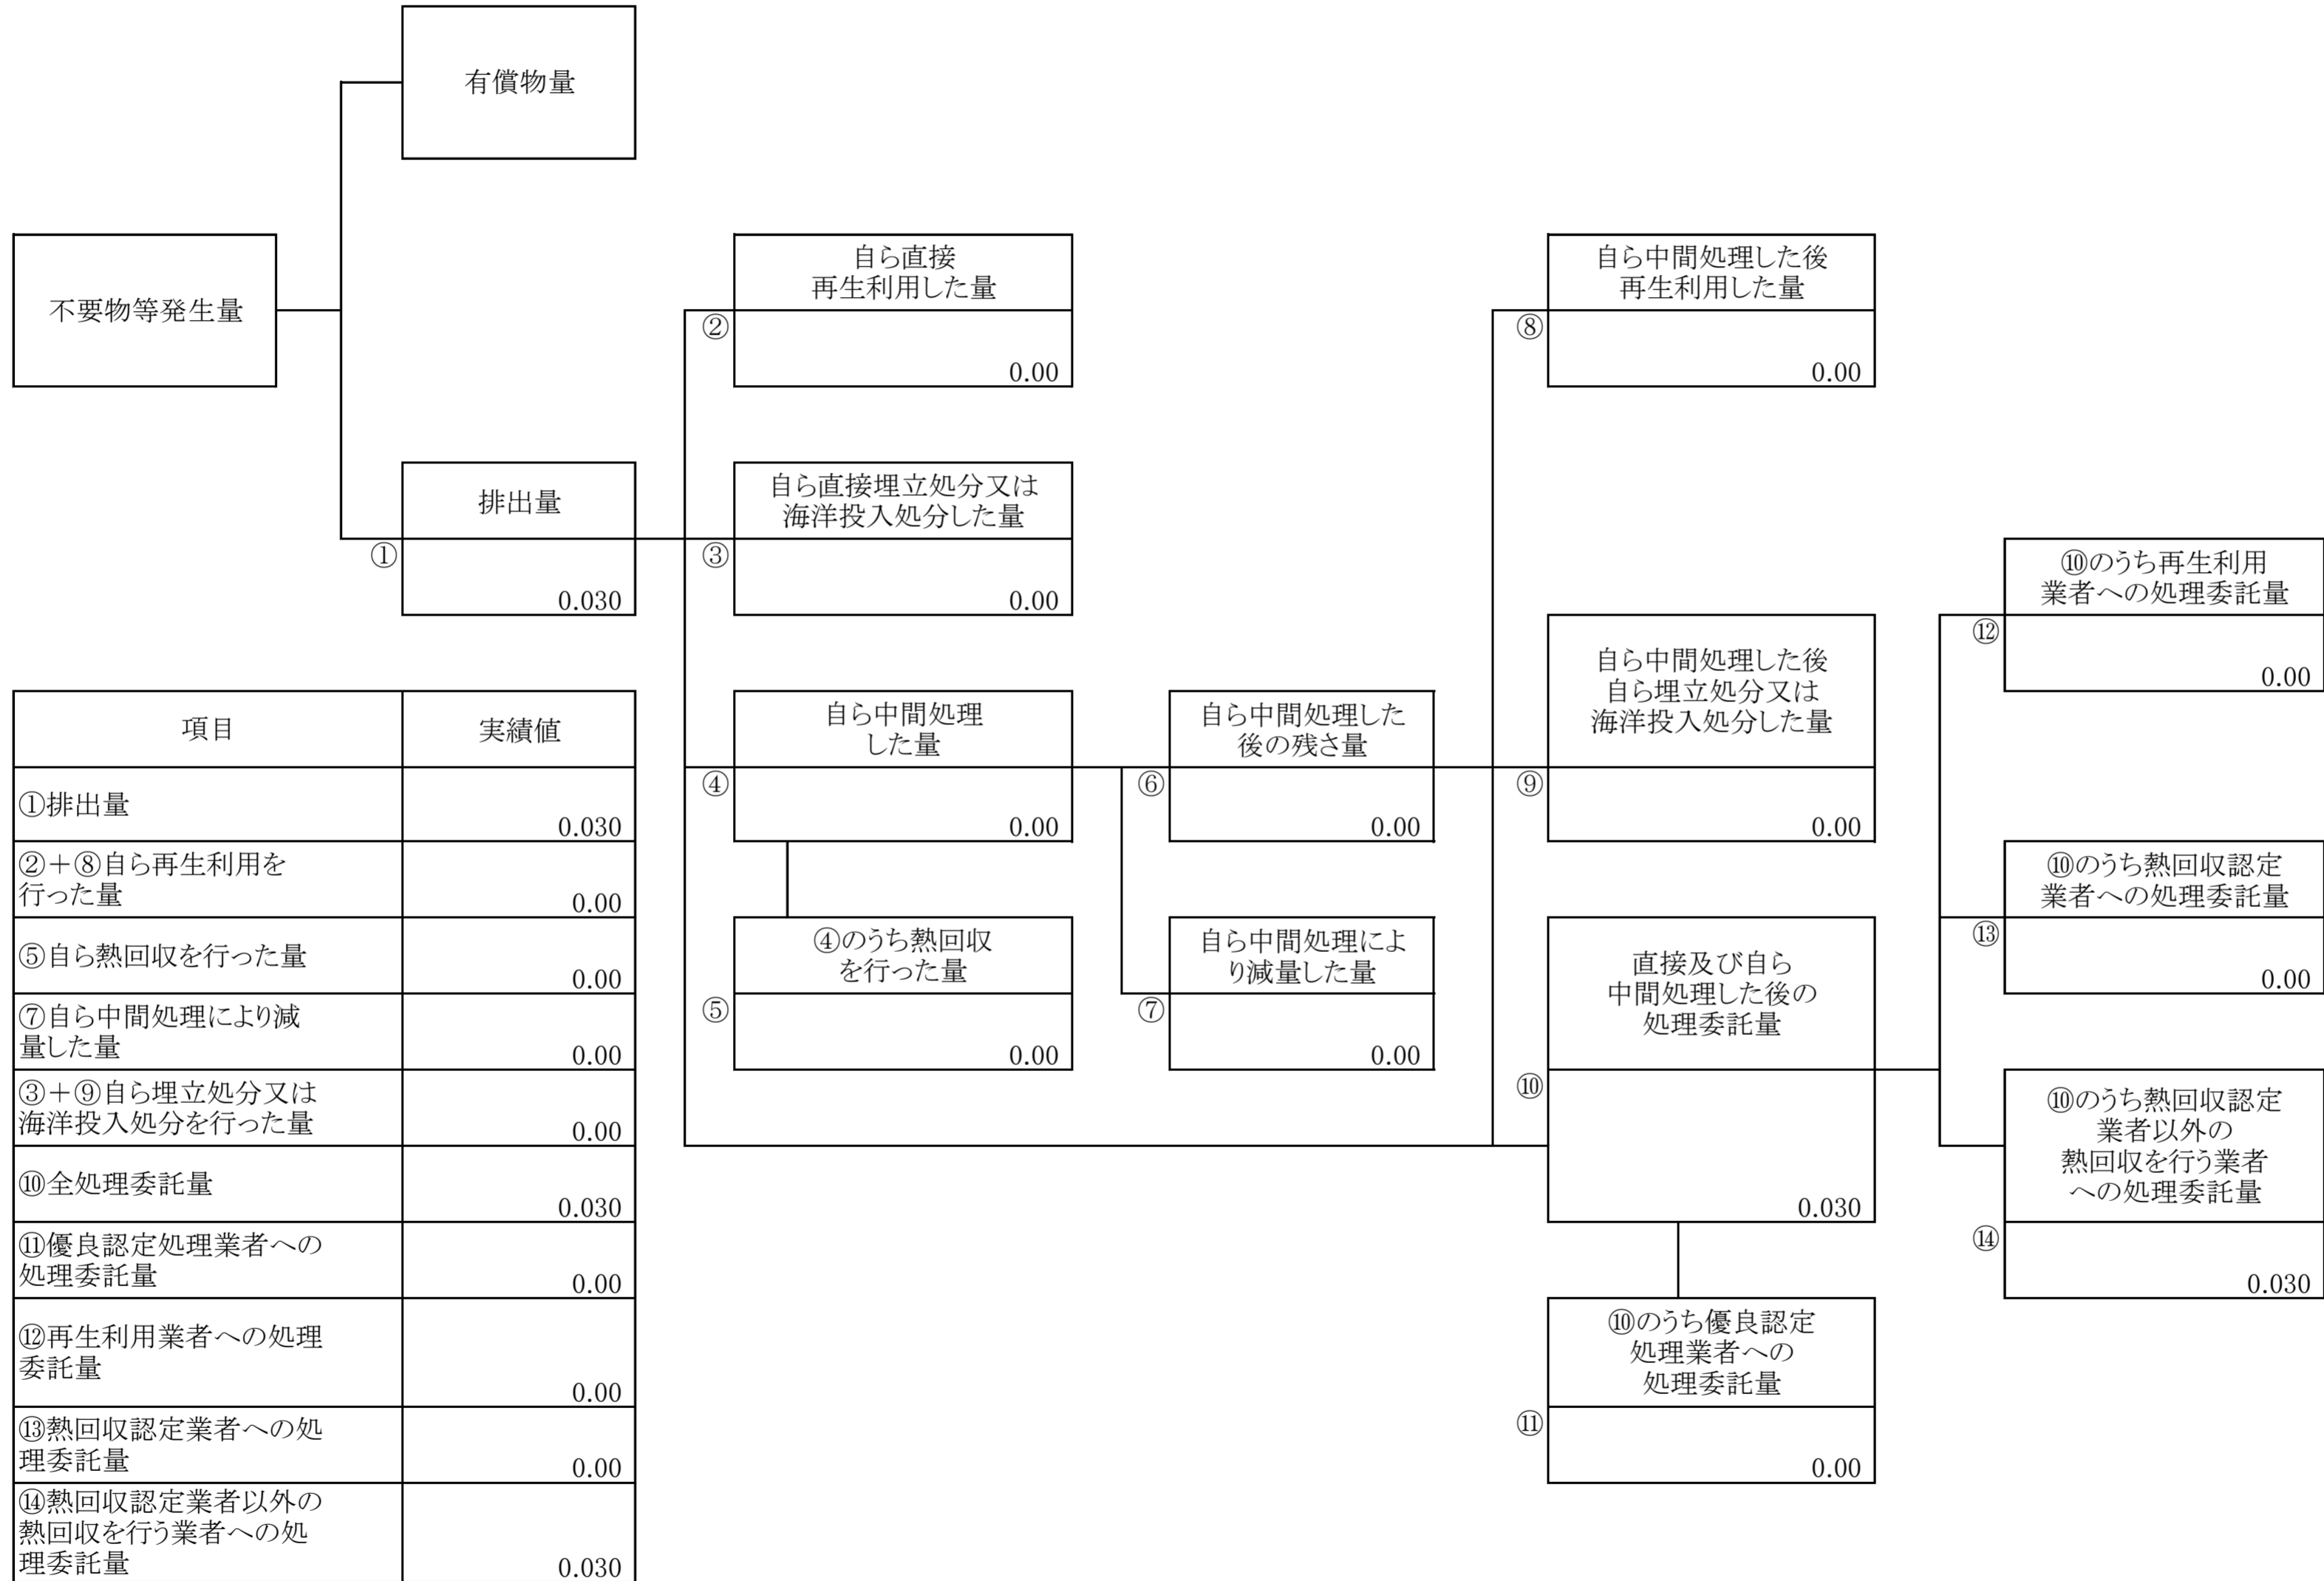 有償物量
不要物等発生量
自ら直接
再生利用した量
②
0.00
自ら中間処理した後
再生利用した量
⑧
0.00
排出量
①
0.030
自ら直接埋立処分又は
海洋投入処分した量
③
0.00
⑩のうち再生利用
業者への処理委託量
⑫
0.00
自ら中間処理
した量
④
0.00
自ら中間処理した
後の残さ量
⑥
0.00
自ら中間処理した後
自ら埋立処分又は
海洋投入処分した量
⑨
0.00
④のうち熱回収
を行った量
⑤
0.00
自ら中間処理によ
り減量した量
⑦
0.00
直接及び自ら
中間処理した後の
処理委託量
⑩
0.030
⑩のうち熱回収認定
業者への処理委託量
⑬
0.00
⑩のうち熱回収認定
業者以外の
熱回収を行う業者
への処理委託量
⑭
0.030
⑩のうち優良認定
処理業者への
処理委託量
⑪
0.00
項目 実績値
①排出量
0.030
②＋⑧自ら再生利用を
行った量
0.00
⑤自ら熱回収を行った量
0.00
⑦自ら中間処理により減
量した量
0.00
③＋⑨自ら埋立処分又は
海洋投入処分を行った量
0.00
⑩全処理委託量
0.030
⑪優良認定処理業者への
処理委託量
0.00
⑫再生利用業者への処理
委託量
0.00
⑬熱回収認定業者への処
理委託量
0.00
⑭熱回収認定業者以外の
熱回収を行う業者への処
理委託量
0.030